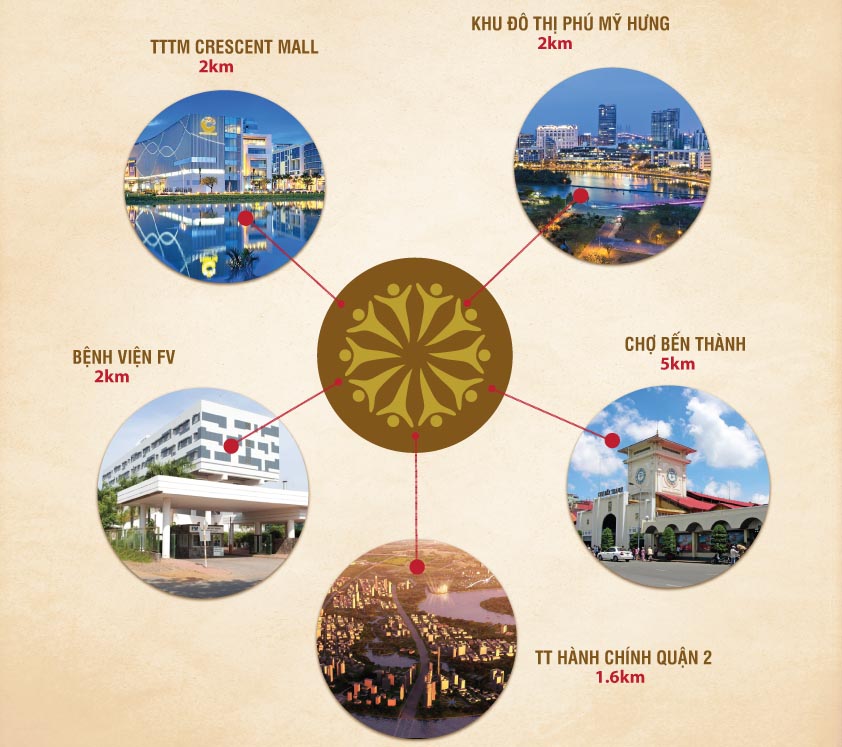 KHU ĐÔ THỊ PHÚ MỸ HƯNG
2km
TTTM CRESCENT MALL
2km
BỆNH VIỆN FV
2km
CHỢ BẾN THÀNH
5km
TT HÀNH CHÍNH QUẬN 2
1.6km